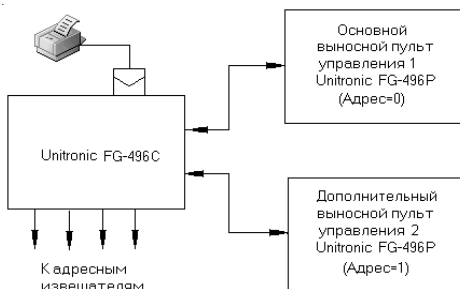 Основной
выносной пульт
управления 1
Unitronic FG-496P
(Адрес=0)
Unitronic FG-496C
Дополнительный
выносной пульт
управления 2
Unitronic FG-496P
(Адрес=1)
К адресным
извещателям